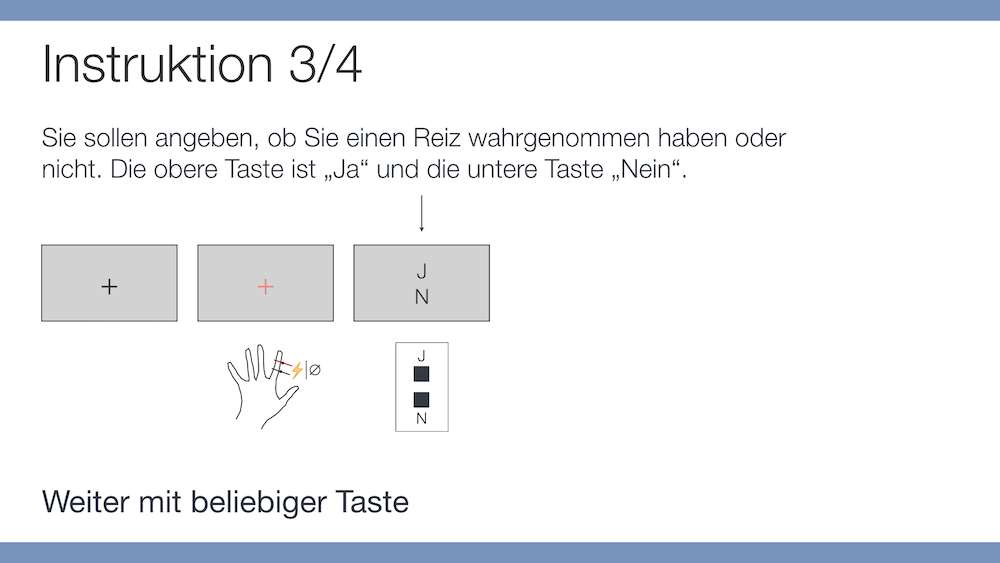 Instruktion 3/4
Sie sollen angeben, ob Sie einen Reiz wahrgenommen haben oder
nicht. Die obere Taste ist „Ja“ und die untere Taste „Nein“.
+
+
J
N
|∅
J
N
Weiter mit beliebiger Taste